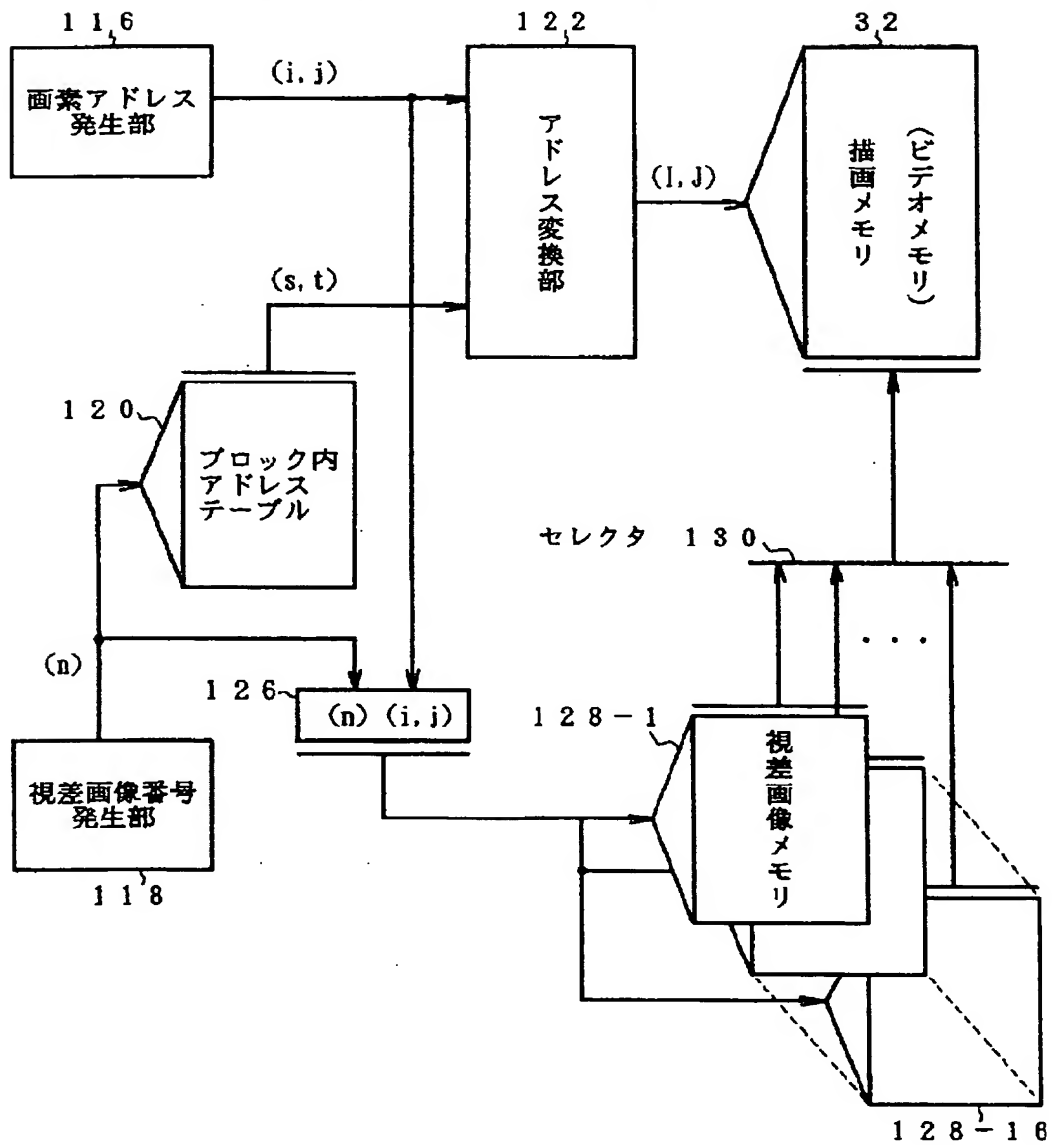 116
画素アドレス
発生部
(i,j)
122
アドレス変換部
(I,J)
32
描画メモリ
(ビデオメモリ)
(s,t)
120
ブロック内
アドレス
テーブル
セレクタ 130
・・・
(n)
126
(n)(i,j)
128-1
視差画像メモリ
視差画像番号
発生部
118
128-16